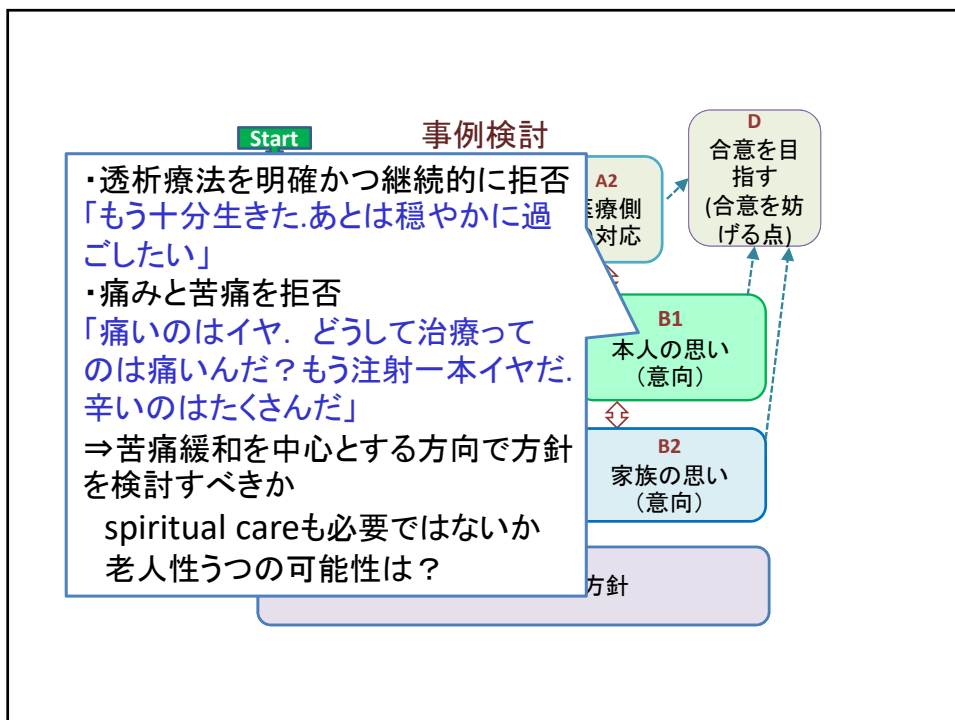 Start
事例検討
・透析療法を明確かつ継続的に拒否
「もう十分生きた.あとは穏やかに過
ごしたい」
・痛みと苦痛を拒否
「痛いのはイヤ. どうして治療って
のは痛いんだ？もう注射一本イヤだ.
辛いのはたくさんだ」
⇒苦痛緩和を中心とする方向で方針
を検討すべきか
spiritual careも必要ではないか
老人性うつの可能性は？
A2
医療側
対応
D
合意を目
指す
(合意を妨
げる点)
B1
本人の思い
（意向）
B2
家族の思い
（意向）
方針